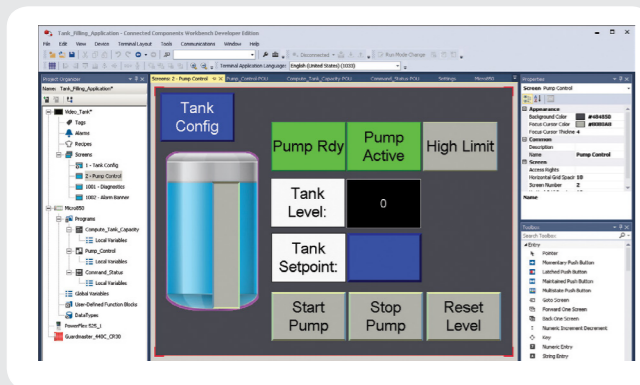 Tank_Filling_Application - Connected Components Workbench Developer Edition
File Edit View Device Terminal Layout Tools Communications Window Help
Disconnected Run Mode Change
Terminal Application Language: English (United States) (1033)
Project Organizer
Name: Tank_Filling_Application*
Video_Tank*
Tags
Alarms
Recipes
Screens
1 - Tank Config
2 - Pump Control
1001 - Diagnostics
1002 - Alarm Banner
Micro850
Programs
Compute_Tank_Capacity
Local Variables
Pump_Control
Local Variables
Command_Status
Local Variables
Global Variables
User-Defined Function Blocks
DataTypes
PowerFlex 525_1
Guardmaster_440C_CR30
Screens: 2 - Pump Control Pump_Control POU Compute_Tank_Capacity POU Command_Status POU Settings Micro850
Tank
Config
Pump Rdy
Pump
Active
High Limit
Tank
Level:
0
Tank
Setpoint:
Start
Pump
Stop
Pump
Reset
Level
Properties
Screen Pump Control
Appearance
Background Color #484850
Focus Cursor Color
Focus Cursor Thickne 4
Common
Description
Name Pump Control
Screen
Access Rights
Horizontal Grid Spacir 10
Screen Number 2
Name
Toolbox
Search Toolbox
Entry
Pointer
Momentary Push Button
Latched Push Button
Maintained Push Button
Multistate Push Button
Goto Screen
Forward One Screen
Back One Screen
Numeric Increment Decrement
Key
Numeric Entry
String Entry